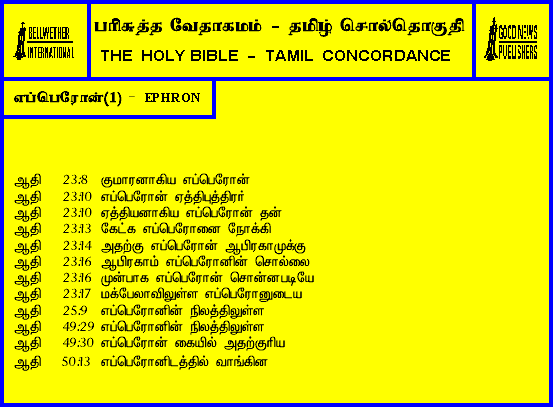 BELLWETHER
INTERNATIONAL
பரிசுத்த வேதாகமம் - தமிழ் சொல்தொகுதி
THE HOLY BIBLE - TAMIL CONCORDANCE
GOOD NEWS
PUBLISHERS
எப்பெரோன்(1) - EPHRON
ஆதி 23:8 குமாரனாகிய எப்பெரோன்
ஆதி 23:10 எப்பெரோன் ஏத்திபுத்திரர்
ஆதி 23:10 ஏத்தியனாகிய எப்பெரோன் தன்
ஆதி 23:13 கேட்க எப்பெரோனை நோக்கி
ஆதி 23:14 அதற்கு எப்பெரோன் ஆபிரகாமுக்கு
ஆதி 23:16 ஆபிரகாம் எப்பெரோனின் சொல்லை
ஆதி 23:16 முன்பாக எப்பெரோன் சொன்னபடியே
ஆதி 23:17 மக்பேலாவிலுள்ள எப்பெரோனுடைய
ஆதி 25:9 எப்பெரோனின் நிலத்திலுள்ள
ஆதி 49:29 எப்பெரோனின் நிலத்திலுள்ள
ஆதி 49:30 எப்பெரோன் கையில் அதற்குரிய
ஆதி 50:13 எப்பெரோனிடத்தில் வாங்கின